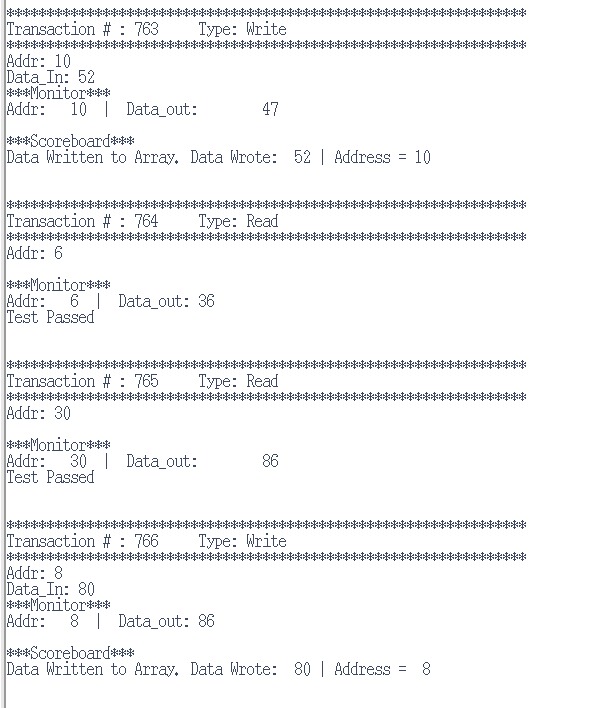 *****************************************************************
Transaction # : 763     Type: Write
*****************************************************************
Addr: 10
Data_In: 52
***Monitor***
Addr:   10  |  Data_out:        47
***Scoreboard***
Data Written to Array. Data Wrote:  52 | Address = 10
*****************************************************************
Transaction # : 764     Type: Read
*****************************************************************
Addr: 6
***Monitor***
Addr:   6  |  Data_out: 36
Test Passed
*****************************************************************
Transaction # : 765     Type: Read
*****************************************************************
Addr: 30
***Monitor***
Addr:   30  |  Data_out:        86
Test Passed
*****************************************************************
Transaction # : 766     Type: Write
*****************************************************************
Addr: 8
Data_In: 80
***Monitor***
Addr:   8  |  Data_out: 86
***Scoreboard***
Data Written to Array. Data Wrote:  80 | Address =  8